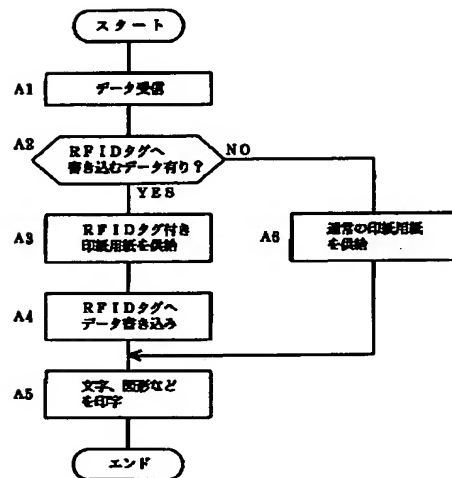 スタート
A1
データ受信
A2
RFIDタグへ
書き込むデータ有り？
NO
YES
A3
RFIDタグ付き
印紙用紙を供給
A6
通常の印紙用紙
を供給
A4
RFIDタグへ
データ書き込み
A5
文字、図形など
を印字
エンド